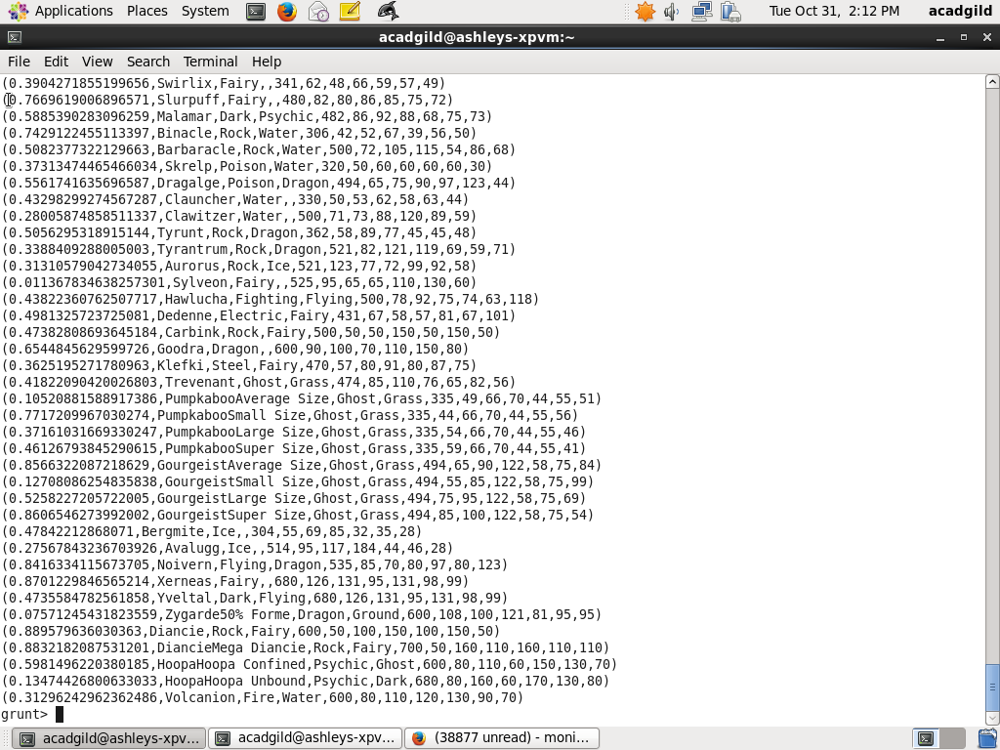 Applications Places System Tue Oct 31, 2:12 PM acadgild
acadgild@ashleys-xpvm:~
File Edit View Search Terminal Help
(0.3904271855199656,Swirlix,Fairy,,341,62,48,66,59,57,49)
(0.7669619006896571,Slurpuff,Fairy,,480,82,80,86,85,75,72)
(0.5885390283096259,Malamar,Dark,Psychic,482,86,92,88,68,75,73)
(0.7429122455113397,Binacle,Rock,Water,306,42,52,67,39,56,50)
(0.5082377322129663,Barbaracle,Rock,Water,500,72,105,115,54,86,68)
(0.37313474465466034,Skrelp,Poison,Water,320,50,60,60,60,60,30)
(0.5561741635696587,Dragalge,Poison,Dragon,494,65,75,90,97,123,44)
(0.43298299274567287,Clauncher,Water,,330,50,53,62,58,63,44)
(0.28005874858511337,Clawitzer,Water,,500,71,73,88,120,89,59)
(0.5056295318915144,Tyrunt,Rock,Dragon,362,58,89,77,45,45,48)
(0.3388409288005003,Tyrantrum,Rock,Dragon,521,82,121,119,69,59,71)
(0.31310579042734055,Aurorus,Rock,Ice,521,123,77,72,99,92,58)
(0.011367834638257301,Sylveon,Fairy,,525,95,65,65,110,130,60)
(0.43822360762507717,Hawlucha,Fighting,Flying,500,78,92,75,74,63,118)
(0.4981325723725081,Dedenne,Electric,Fairy,431,67,58,57,81,67,101)
(0.47382808693645184,Carbink,Rock,Fairy,500,50,50,150,50,150,50)
(0.6544845629599726,Goodra,Dragon,,600,90,100,70,110,150,80)
(0.3625195271780963,Klefki,Steel,Fairy,470,57,80,91,80,87,75)
(0.41822090420026803,Trevenant,Ghost,Grass,474,85,110,76,65,82,56)
(0.10520881588917386,PumpkabooAverage Size,Ghost,Grass,335,49,66,70,44,55,51)
(0.7717209967030274,PumpkabooSmall Size,Ghost,Grass,335,44,66,70,44,55,56)
(0.37161031669330247,PumpkabooLarge Size,Ghost,Grass,335,54,66,70,44,55,46)
(0.46126793845290615,PumpkabooSuper Size,Ghost,Grass,335,59,66,70,44,55,41)
(0.8566322087218629,GourgeistAverage Size,Ghost,Grass,494,65,90,122,58,75,84)
(0.12708086254835838,GourgeistSmall Size,Ghost,Grass,494,55,85,122,58,75,99)
(0.5258227205722005,GourgeistLarge Size,Ghost,Grass,494,75,95,122,58,75,69)
(0.8606546273992002,GourgeistSuper Size,Ghost,Grass,494,85,100,122,58,75,54)
(0.47842212868071,Bergmite,Ice,,304,55,69,85,32,35,28)
(0.27567843236703926,Avalugg,Ice,,514,95,117,184,44,46,28)
(0.8416334115673705,Noivern,Flying,Dragon,535,85,70,80,97,80,123)
(0.8701229846565214,Xerneas,Fairy,,680,126,131,95,131,98,99)
(0.4735584782561858,Yveltal,Dark,Flying,680,126,131,95,131,98,99)
(0.07571245431823559,Zygarde50% Forme,Dragon,Ground,600,108,100,121,81,95,95)
(0.889579636030363,Diancie,Rock,Fairy,600,50,100,150,100,150,50)
(0.8832182087531201,DiancieMega Diancie,Rock,Fairy,700,50,160,110,160,110,110)
(0.5981496220380185,HoopaHoopa Confined,Psychic,Ghost,600,80,110,60,150,130,70)
(0.13474426800633033,HoopaHoopa Unbound,Psychic,Dark,680,80,160,60,170,130,80)
(0.31296242962362486,Volcanion,Fire,Water,600,80,110,120,130,90,70)
grunt>
acadgild@ashleys-xpv... acadgild@ashleys-xpv... (38877 unread) - moni...